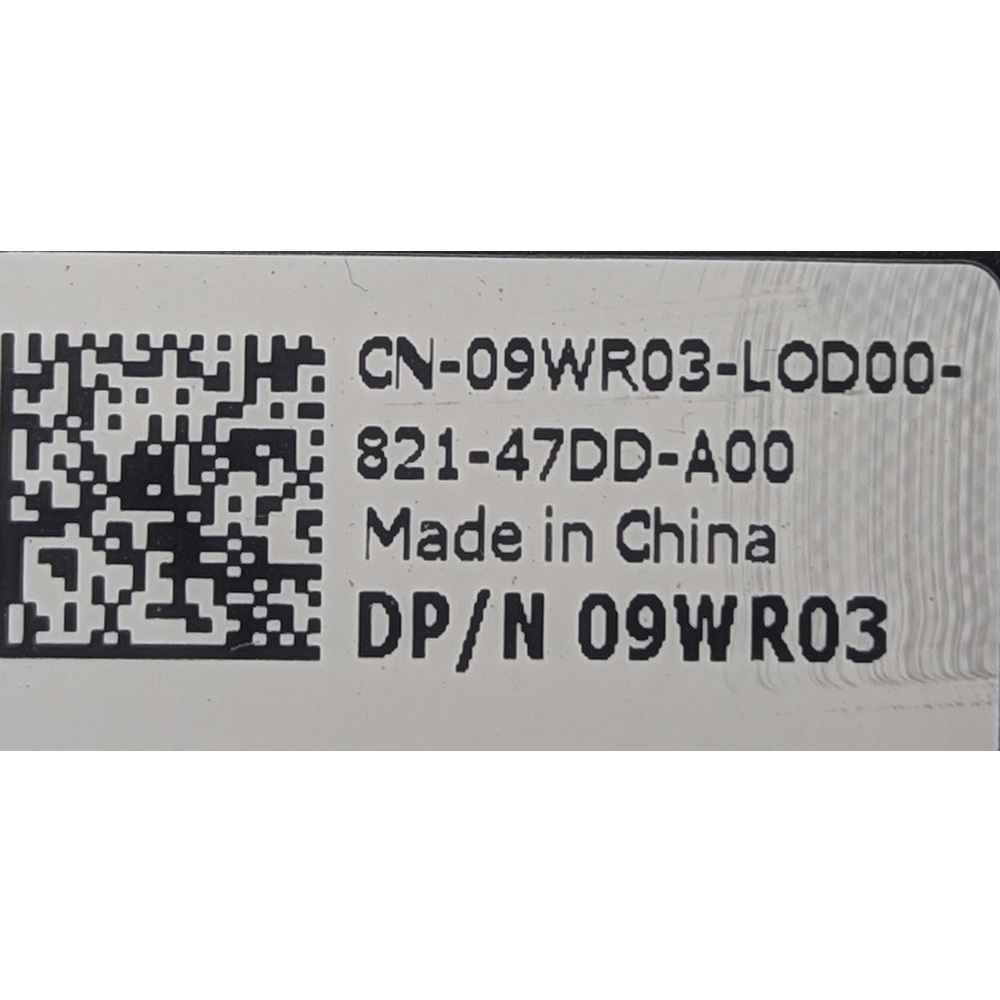 CN-09WR03-LOD00-
821-47DD-A00
Made in China
DP/N 09WR03